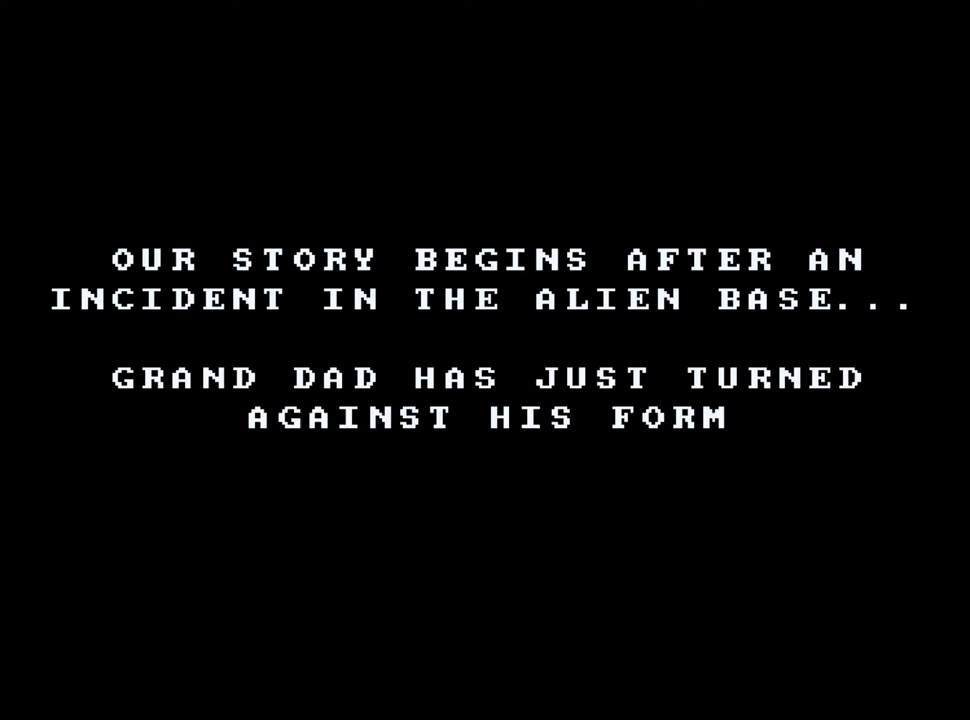 OUR STORY BEGINS AFTER AN
INCIDENT IN THE ALIEN BASE...
GRAND DAD HAS JUST TURNED
AGAINST HIS FORM